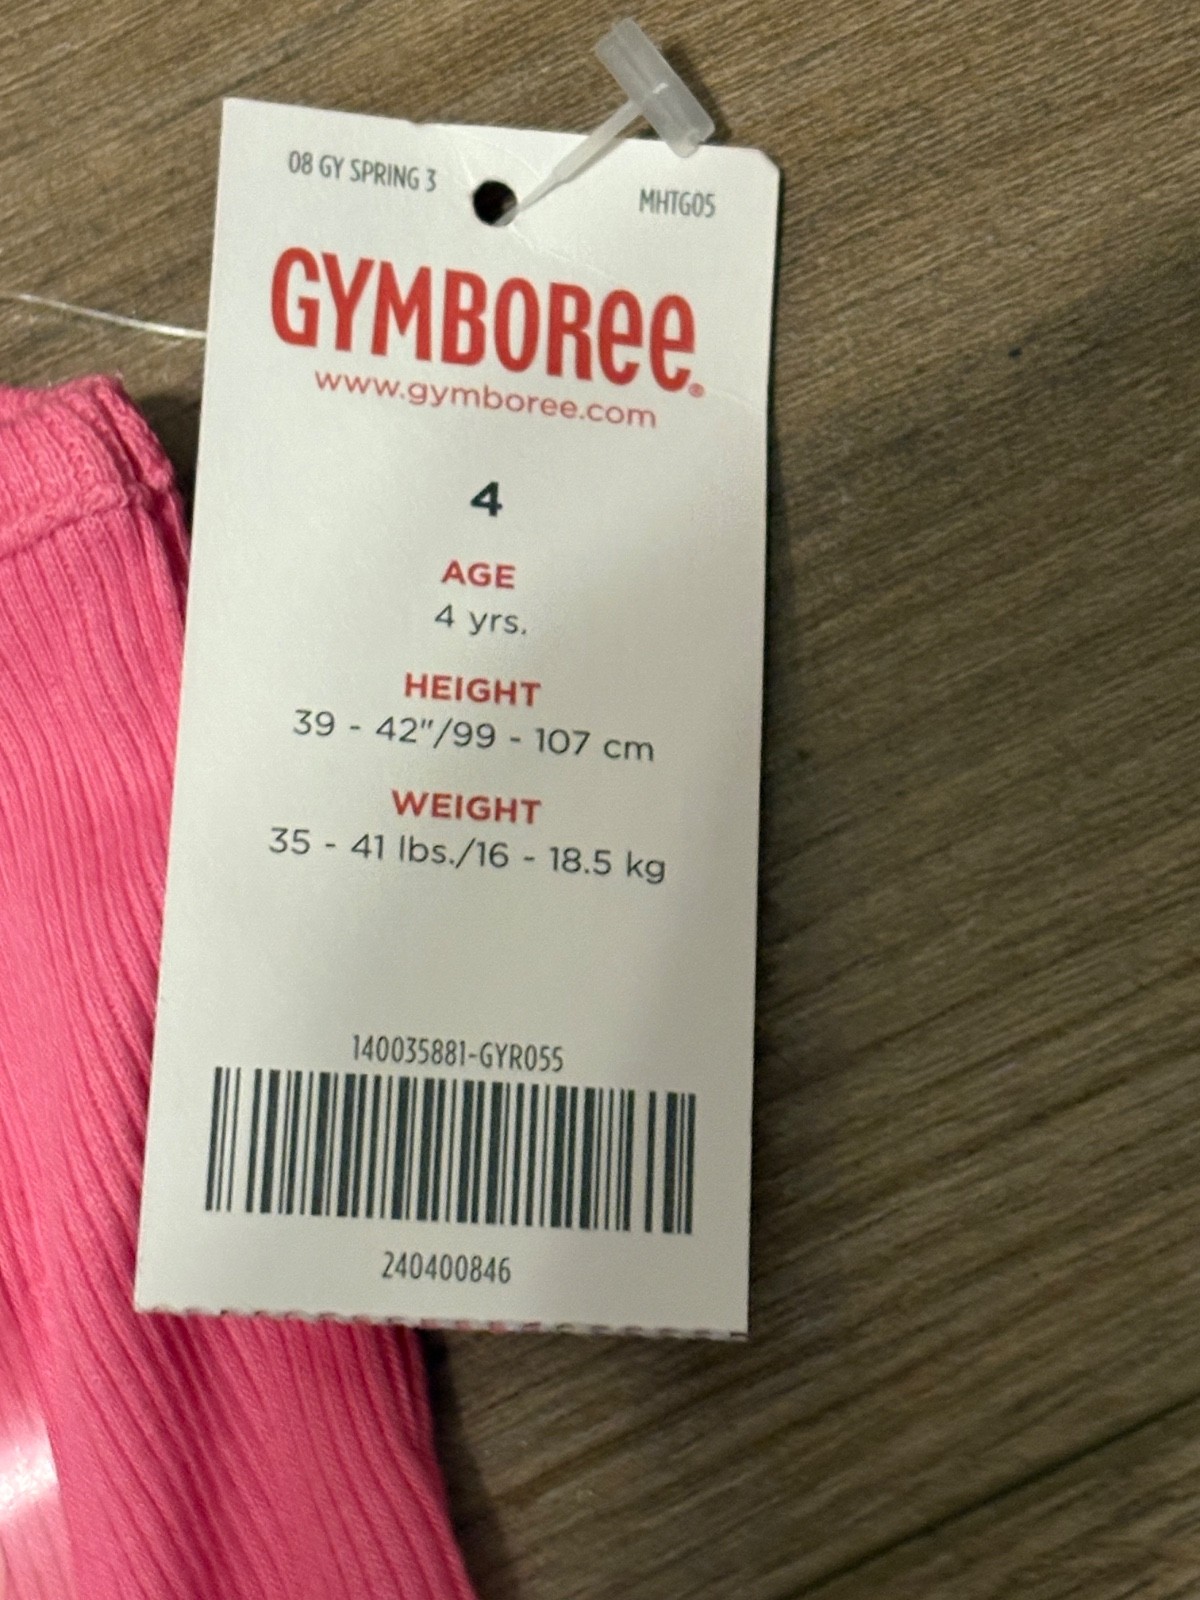 08 GY SPRING 3
MHTG05
GYMBOREE®
www.gymboree.com
4
AGE
4 yrs.
HEIGHT
39 - 42"/99 - 107 cm
WEIGHT
35 - 41 lbs./16 - 18.5 kg
140035881-GYR055
240400846